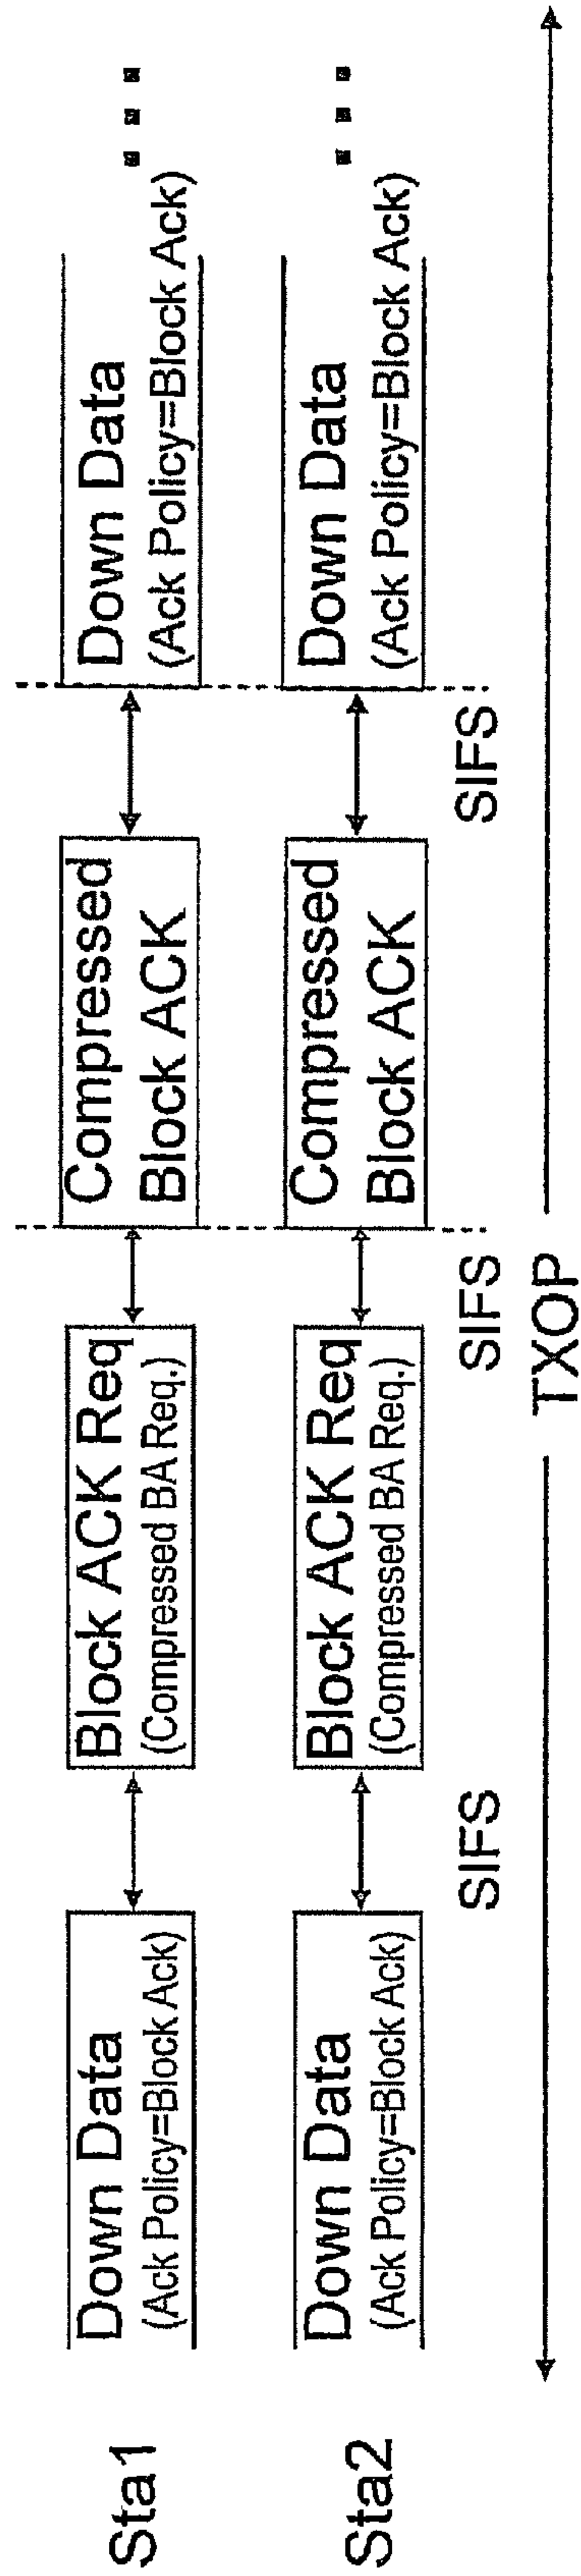 Sta1
Down Data
(Ack Policy=Block Ack)
Block ACK Req
(Compressed BA Req.)
Compressed
Block ACK
Down Data
(Ack Policy=Block Ack)
Sta2
Down Data
(Ack Policy=Block Ack)
Block ACK Req
(Compressed BA Req.)
Compressed
Block ACK
Down Data
(Ack Policy=Block Ack)
SIFS
SIFS
SIFS
TXOP